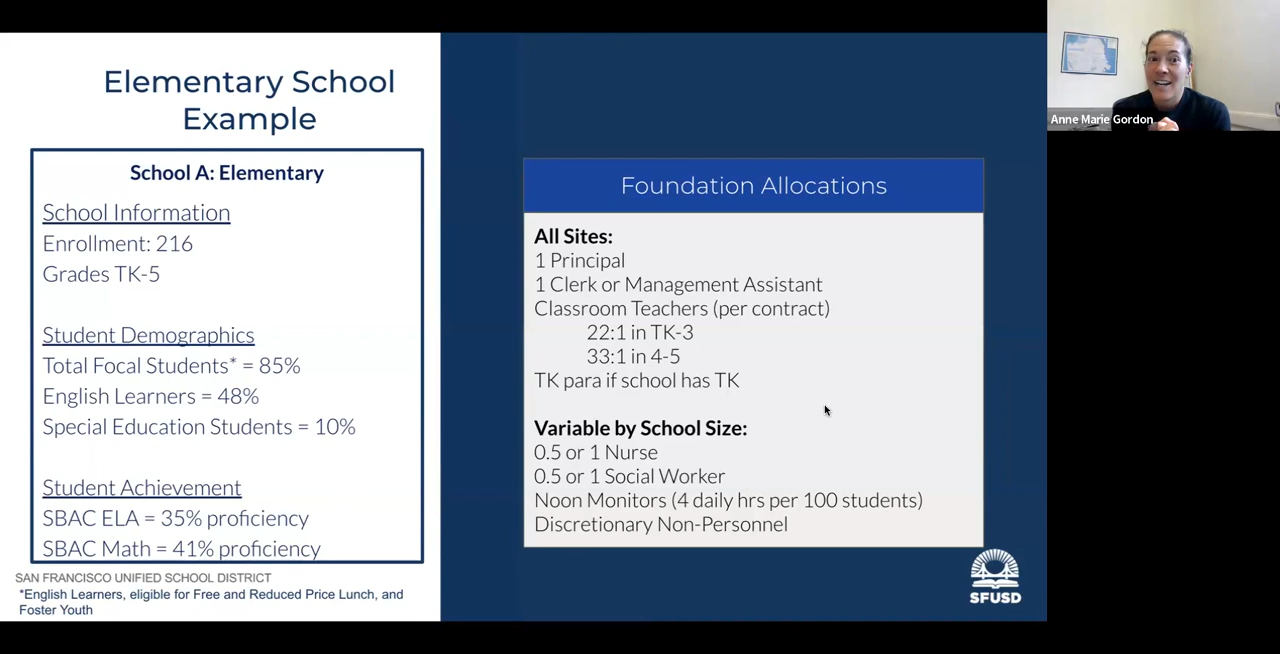 Elementary School
Example
School A: Elementary
School Information
Enrollment: 216
Grades TK-5
Student Demographics
Total Focal Students* = 85%
English Learners = 48%
Special Education Students = 10%
Student Achievement
SBAC ELA = 35% proficiency
SBAC Math = 41% proficiency
SAN FRANCISCO UNIFIED SCHOOL DISTRICT
*English Learners, eligible for Free and Reduced Price Lunch, and
Foster Youth
Foundation Allocations
All Sites:
1 Principal
1 Clerk or Management Assistant
Classroom Teachers (per contract)
22:1 in TK-3
33:1 in 4-5
TK para if school has TK
Variable by School Size:
0.5 or 1 Nurse
0.5 or 1 Social Worker
Noon Monitors (4 daily hrs per 100 students)
Discretionary Non-Personnel
SFUSD
Anne Marie Gordon